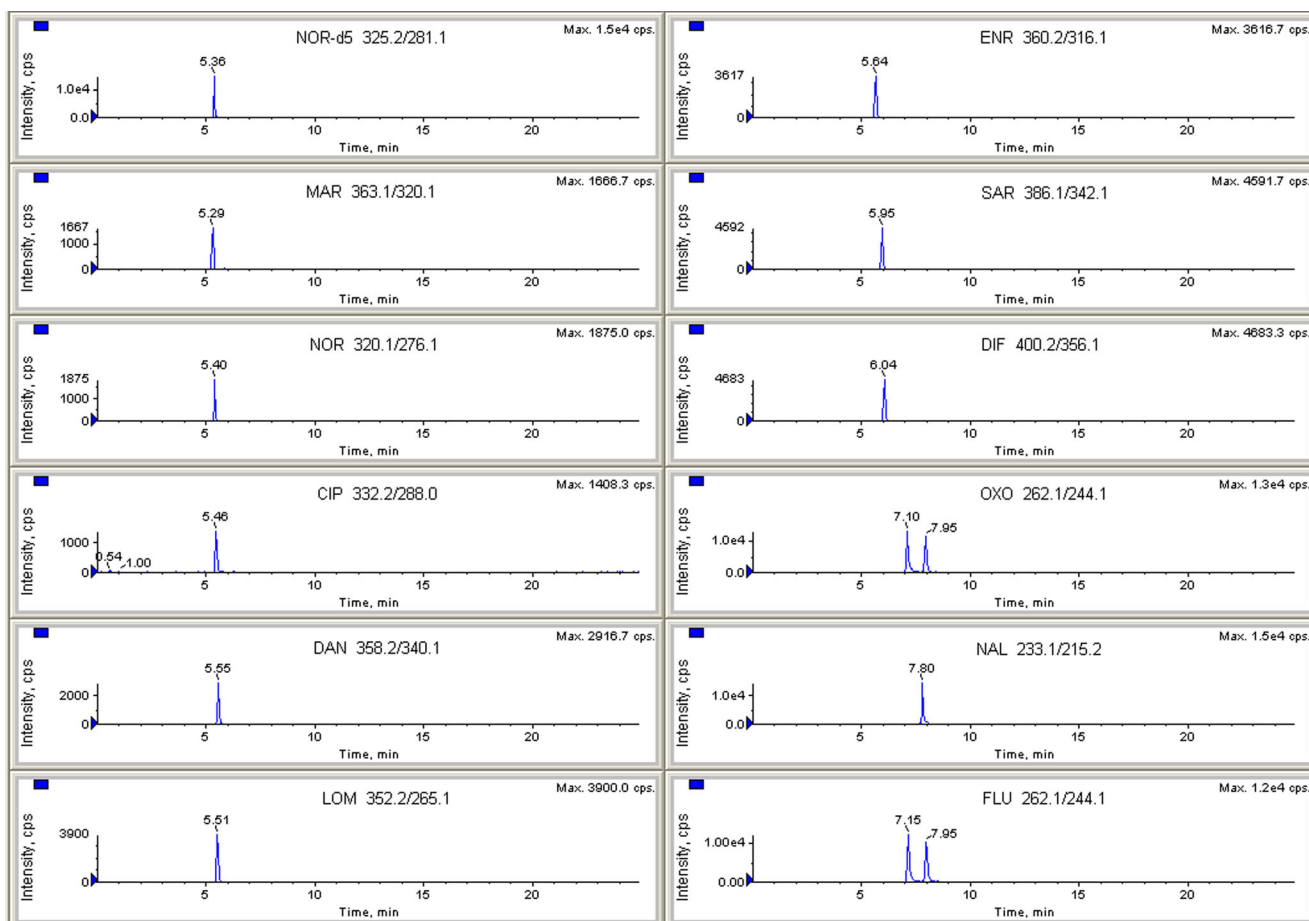 NOR-d5 325.2/281.1
Max. 1.5e4 cps.
Intensity, cps
1.0e4
0.0
5.36
5 10 15 20
Time, min
ENR 360.2/316.1
Max. 3616.7 cps.
Intensity, cps
3617
0
5.64
5 10 15 20
Time, min
MAR 363.1/320.1
Max. 1666.7 cps.
Intensity, cps
1667
1000
0
5.29
5 10 15 20
Time, min
SAR 386.1/342.1
Max. 4591.7 cps.
Intensity, cps
4592
0
5.95
5 10 15 20
Time, min
NOR 320.1/276.1
Max. 1875.0 cps.
Intensity, cps
1875
1000
0
5.40
5 10 15 20
Time, min
DIF 400.2/356.1
Max. 4683.3 cps.
Intensity, cps
4683
0
6.04
5 10 15 20
Time, min
CIP 332.2/288.0
Max. 1408.3 cps.
Intensity, cps
1000
0
0.54
1.00
5.46
5 10 15 20
Time, min
OXO 262.1/244.1
Max. 1.3e4 cps.
Intensity, cps
1.0e4
0.0
7.10
7.95
5 10 15 20
Time, min
DAN 358.2/340.1
Max. 2916.7 cps.
Intensity, cps
2000
0
5.55
5 10 15 20
Time, min
NAL 233.1/215.2
Max. 1.5e4 cps.
Intensity, cps
1.0e4
0.0
7.80
5 10 15 20
Time, min
LOM 352.2/265.1
Max. 3900.0 cps.
Intensity, cps
3900
0
5.51
5 10 15 20
Time, min
FLU 262.1/244.1
Max. 1.2e4 cps.
Intensity, cps
1.00e4
0.00
7.15
7.95
5 10 15 20
Time, min